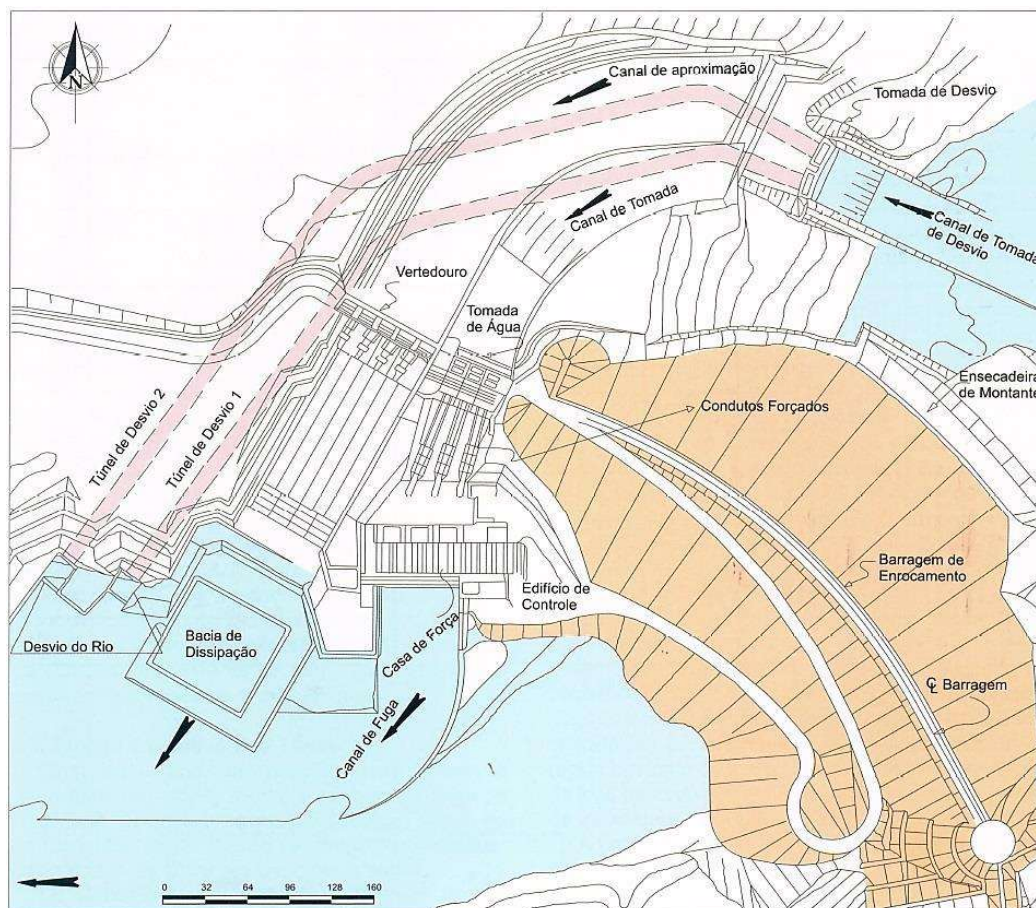 N
Canal de aproximação
Tomada de Desvio
Canal de Tomada
Canal de Tomada
de Desvio
Vertedouro
Tomada
de Água
Ensecadeira
de Montante
Condutos Forçados
Túnel de Desvio 2
Túnel de Desvio 1
Barragem de
Enrocamento
Edifício de
Controle
Desvio do Rio
Bacia de
Dissipação
Casa de Força
Canal de Fuga
CL Barragem
0 32 64 96 128 160